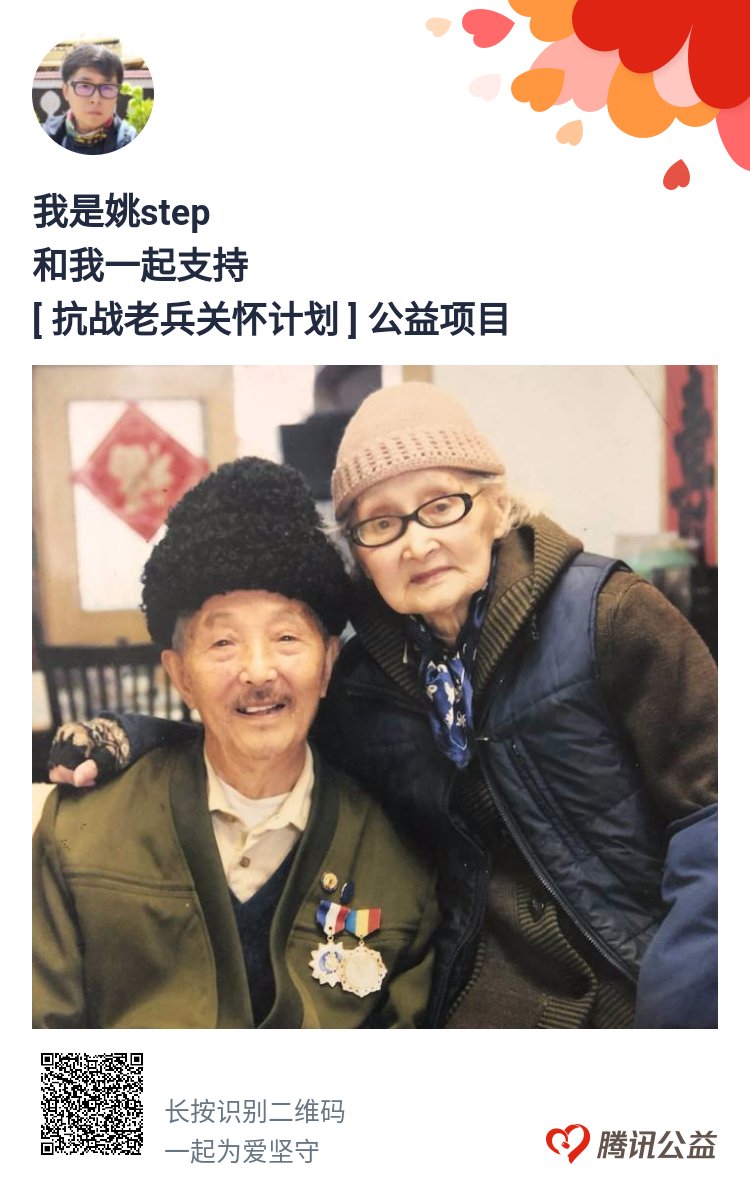 我是姚step
和我一起支持
[ 抗战老兵关怀计划 ] 公益项目
长按识别二维码
一起为爱坚守
腾讯公益